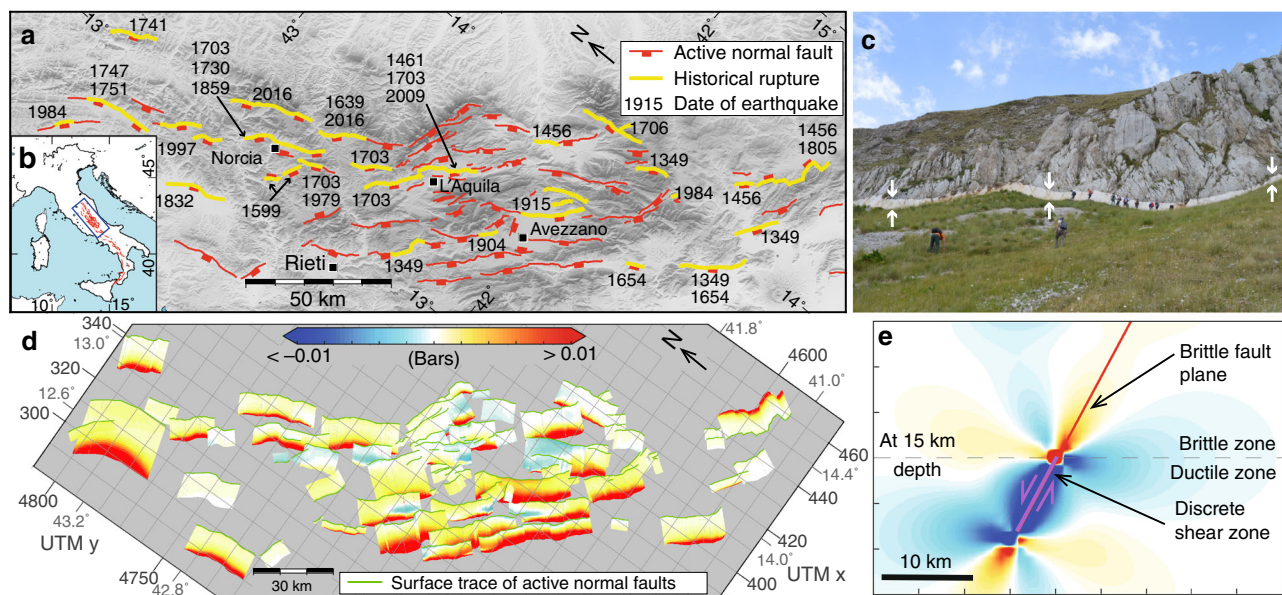 a
13°
1741
43°
14°
15°
N
Active normal fault
Historical rupture
1915 Date of earthquake
1703
1730
1859
1461
1703
2009
1747
1751
2016
1639
2016
1984
1456
1706
1456
1805
1997
Norcia
1703
1349
L'Aquila
1984
1703
1979
1832
1599
1703
1915
1456
Avezzano
1904
1349
Rieti
1349
1654
1349
1654
50 km
13°
42°
14°
b
45°
40°
10°
15°
c
d
340
13.0°
320
12.6°
300
< −0.01
(Bars)
> 0.01
N
41.8°
4600
41.0°
460
14.4°
440
420
14.0°
400
UTM x
4800
43.2°
UTM y
4750
42.8°
30 km
Surface trace of active normal faults
e
Brittle fault
plane
At 15 km
depth
Brittle zone
Ductile zone
Discrete
shear zone
10 km